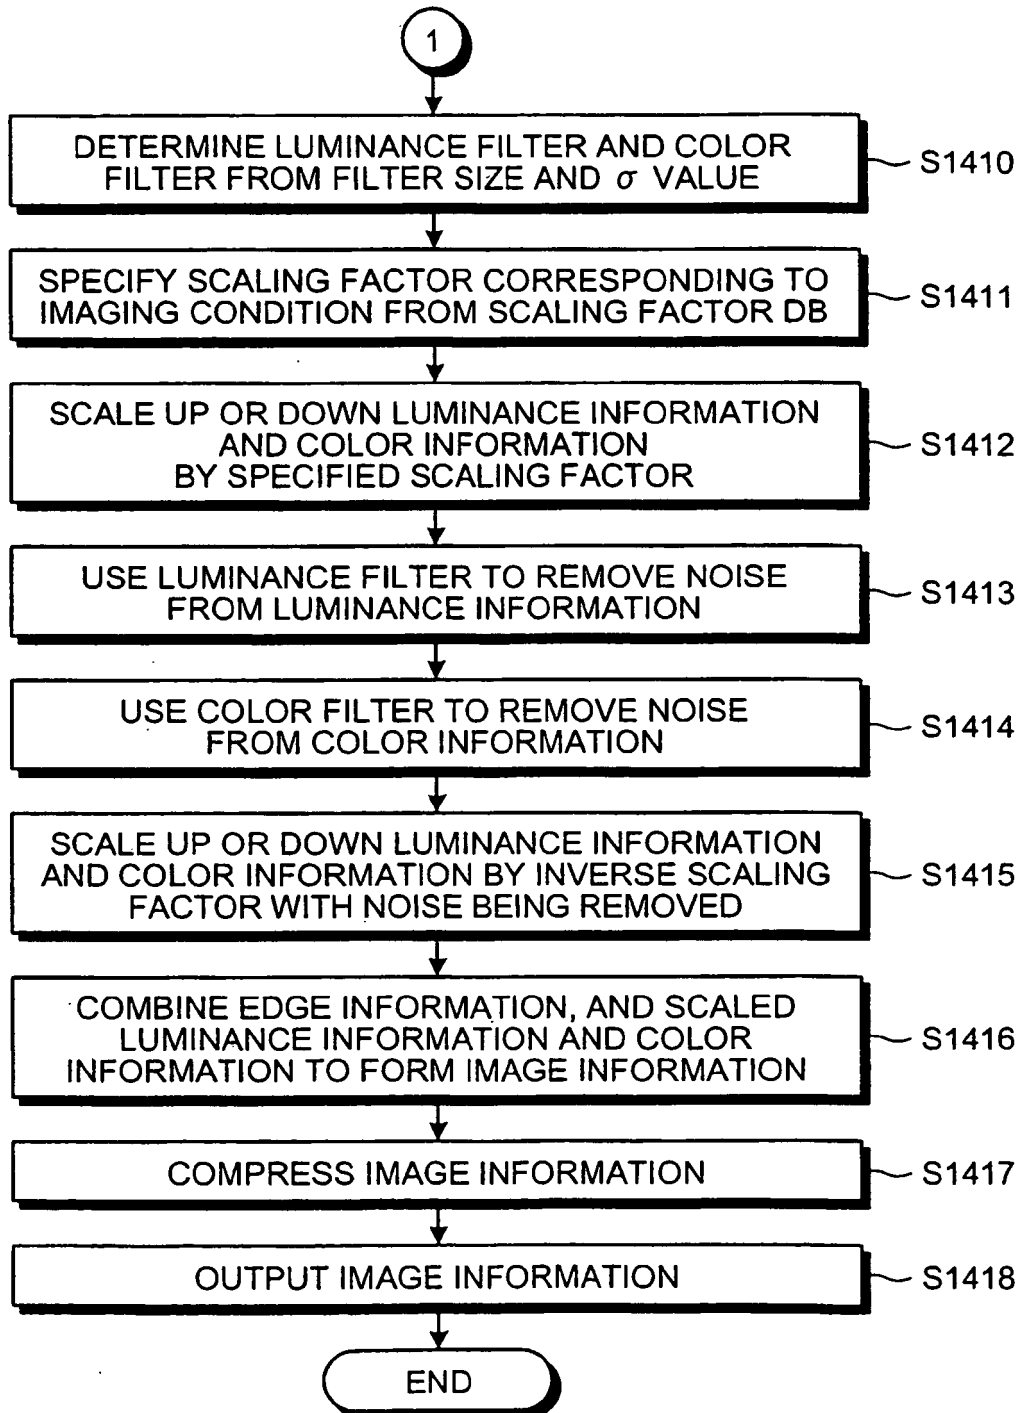 1
DETERMINE LUMINANCE FILTER AND COLOR
FILTER FROM FILTER SIZE AND σ VALUE
S1410
SPECIFY SCALING FACTOR CORRESPONDING TO
IMAGING CONDITION FROM SCALING FACTOR DB
S1411
SCALE UP OR DOWN LUMINANCE INFORMATION
AND COLOR INFORMATION
BY SPECIFIED SCALING FACTOR
S1412
USE LUMINANCE FILTER TO REMOVE NOISE
FROM LUMINANCE INFORMATION
S1413
USE COLOR FILTER TO REMOVE NOISE
FROM COLOR INFORMATION
S1414
SCALE UP OR DOWN LUMINANCE INFORMATION
AND COLOR INFORMATION BY INVERSE SCALING
FACTOR WITH NOISE BEING REMOVED
S1415
COMBINE EDGE INFORMATION, AND SCALED
LUMINANCE INFORMATION AND COLOR
INFORMATION TO FORM IMAGE INFORMATION
S1416
COMPRESS IMAGE INFORMATION
S1417
OUTPUT IMAGE INFORMATION
S1418
END